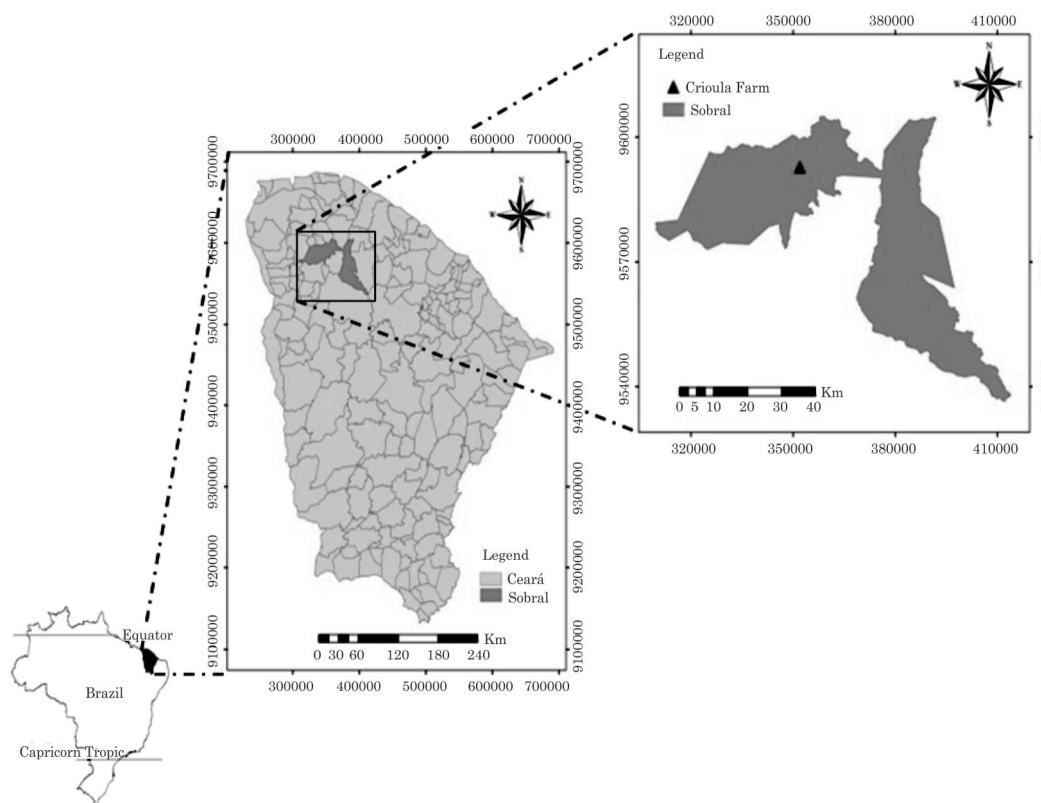 320000 350000 380000 410000
Legend
Crioula Farm
Sobral
N
W E
S
9600000
9570000
9540000
Km
0 5 10 20 30 40
320000 350000 380000 410000
300000 400000 500000 600000 700000
9700000
9600000
9500000
9400000
9300000
9200000
9100000
N
W E
S
9700000
9600000
9500000
9400000
9300000
9200000
9100000
Legend
Ceará
Sobral
Km
0 30 60 120 180 240
300000 400000 500000 600000 700000
Equator
Brazil
Capricorn Tropic